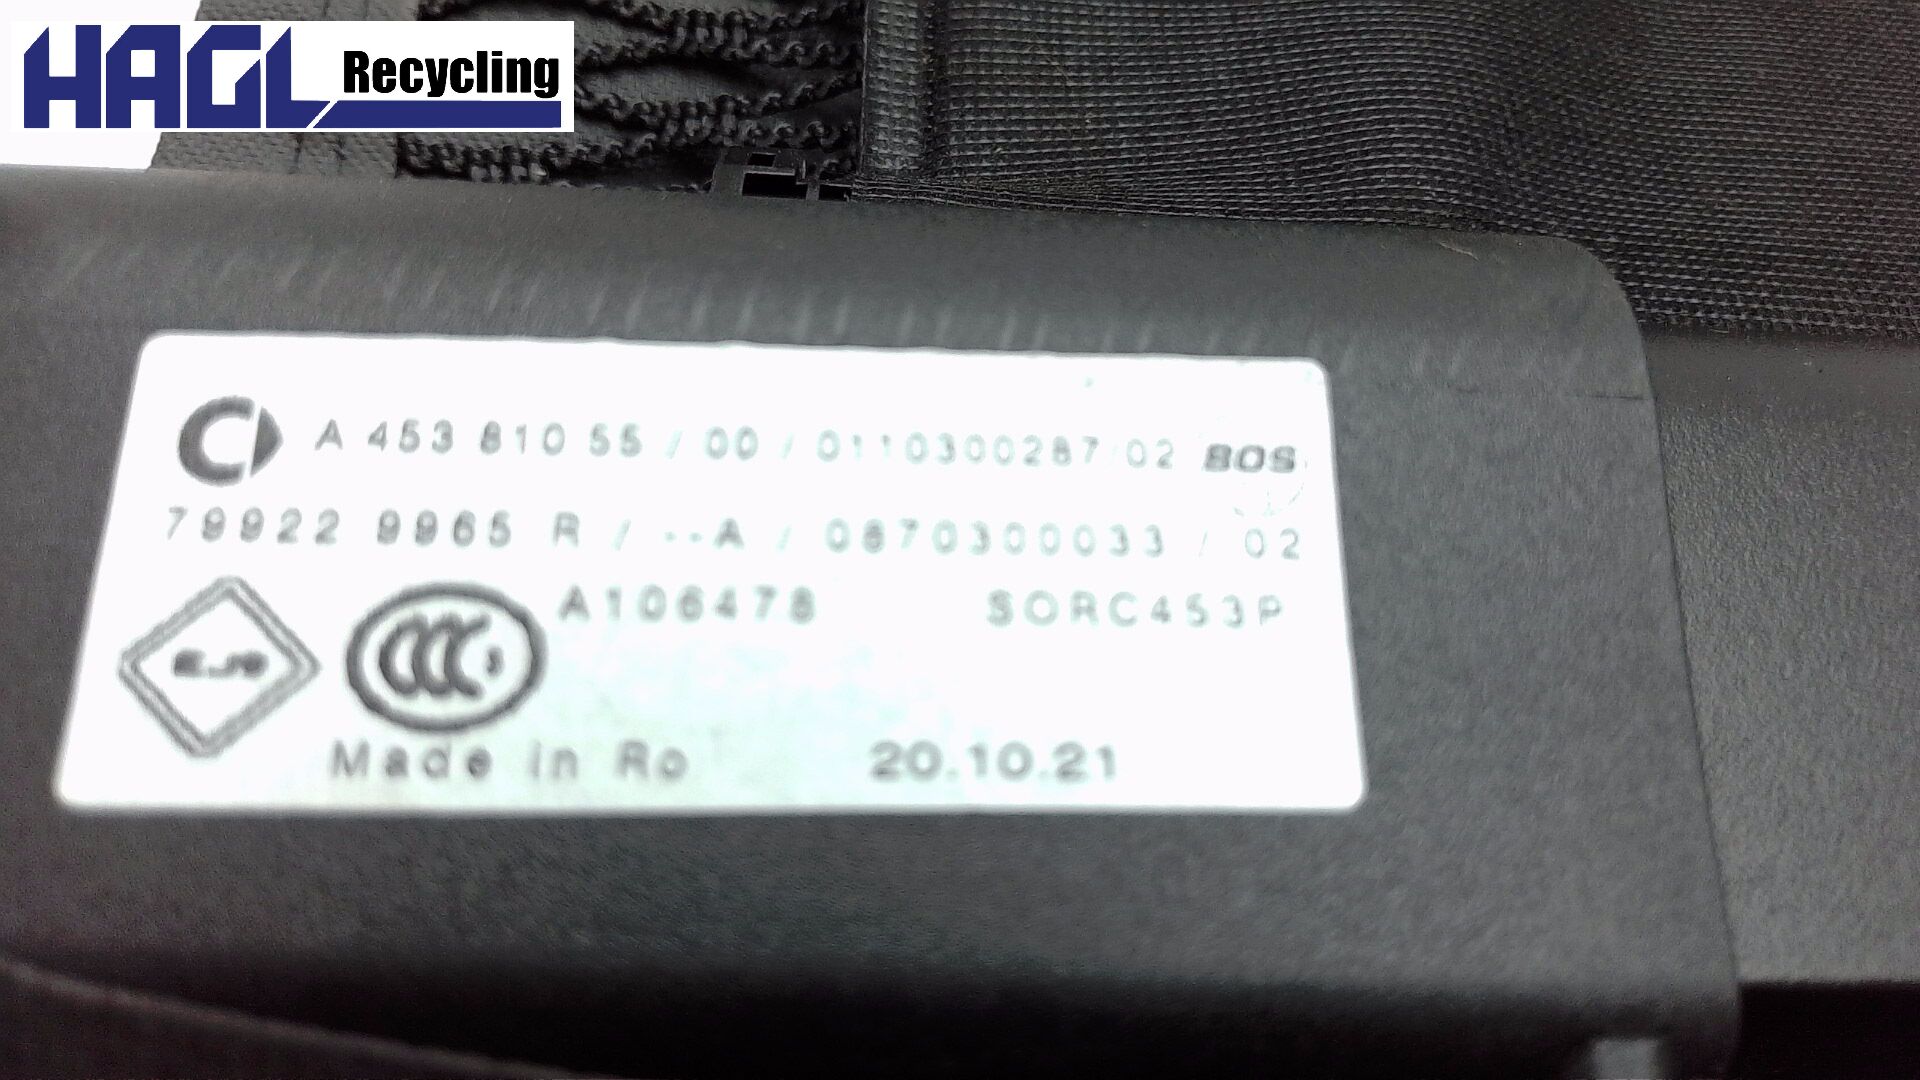 HAGL Recycling
A 453 810 55 / 00 / 0110300287/02 BOS
79922 9965 R / --A / 0870300033 / 02
A106478 SORC453P
CCC S
Made in Ro 20.10.21